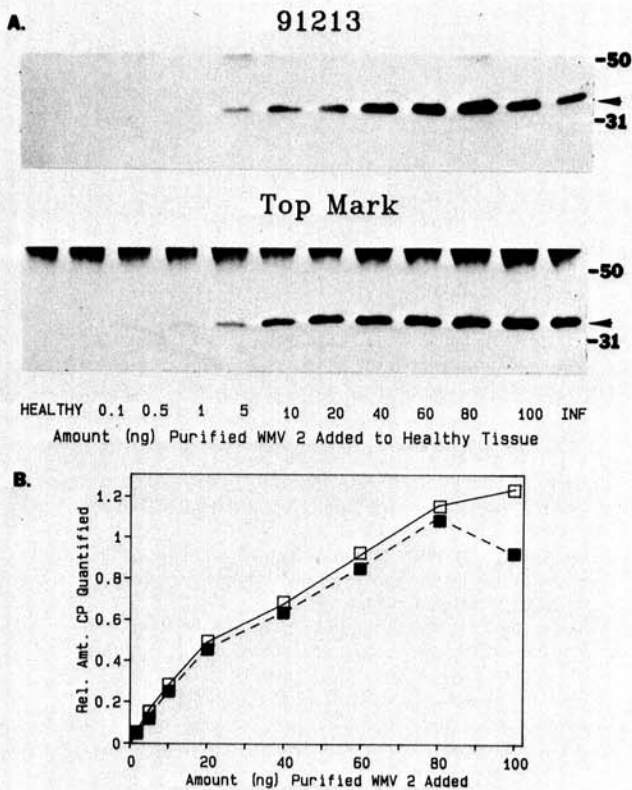 A.
91213
-50
-31
Top Mark
-50
-31
HEALTHY 0.1 0.5 1 5 10 20 40 60 80 100 INF
Amount (ng) Purified WMV 2 Added to Healthy Tissue
B.
Rel. Amt. CP Quantified
1.2
1
0.8
0.6
0.4
0.2
0
0 20 40 60 80 100
Amount (ng) Purified WMV 2 Added